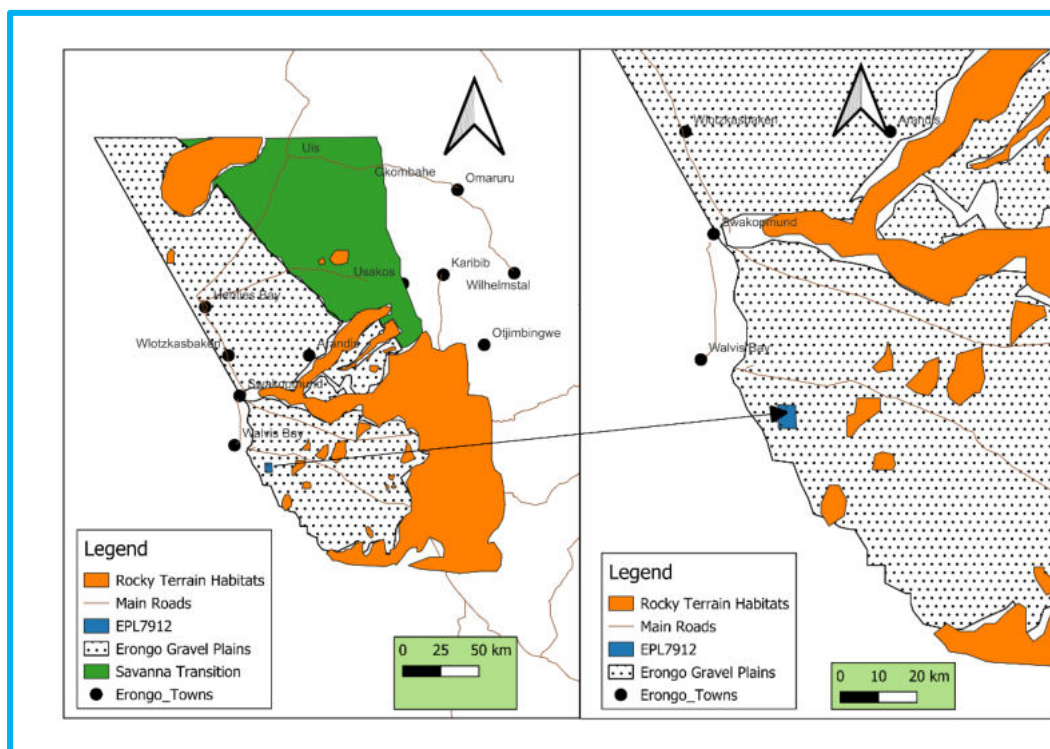 Uis
Okombahe
Omaruru
Karibib
Usakos
Wilhelmstal
Henties Bay
Otjimbingwe
Wlotzkasbaken
Arandis
Swakopmund
Walvis Bay
Legend
Rocky Terrain Habitats
Main Roads
EPL7912
Erongo Gravel Plains
Savanna Transition
Erongo_Towns
0 25 50 km
Wlotzkasbaken
Arandis
Swakopmund
Walvis Bay
Legend
Rocky Terrain Habitats
Main Roads
EPL7912
Erongo Gravel Plains
Erongo_Towns
0 10 20 km